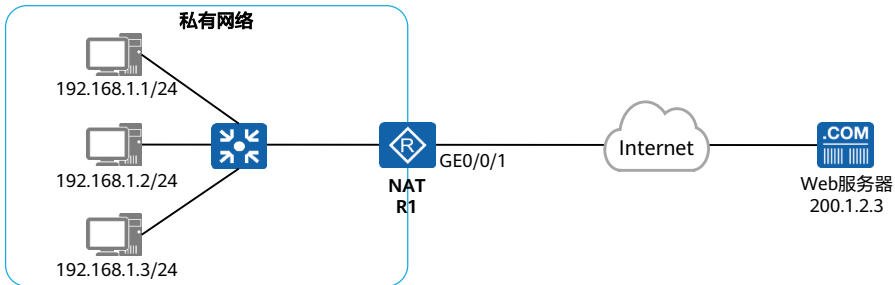 私有网络
192.168.1.1/24
192.168.1.2/24
192.168.1.3/24
R
NAT
R1
GE0/0/1
Internet
.COM
Web服务器
200.1.2.3